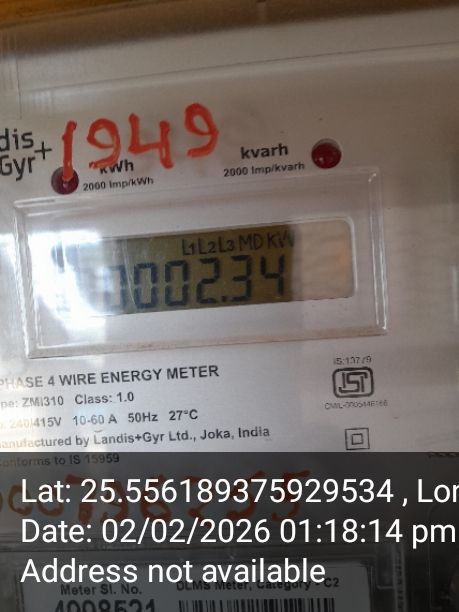 1949
dis
Gyr+
kWh
2000 Imp/kWh
kvarh
2000 Imp/kvarh
L1 L2 L3 MD kW
0002.34
PHASE 4 WIRE ENERGY METER
pe: ZMi310 Class: 1.0
240/415V 10-60 A 50Hz 27°C
anufactured by Landis+Gyr Ltd., Joka, India
onforms to IS 15959
ISI
Lat: 25.556189375929534 , Lon
Date: 02/02/2026 01:18:14 pm
Address not available
Meter Sl. No.
DLMS Meter, Category - C2